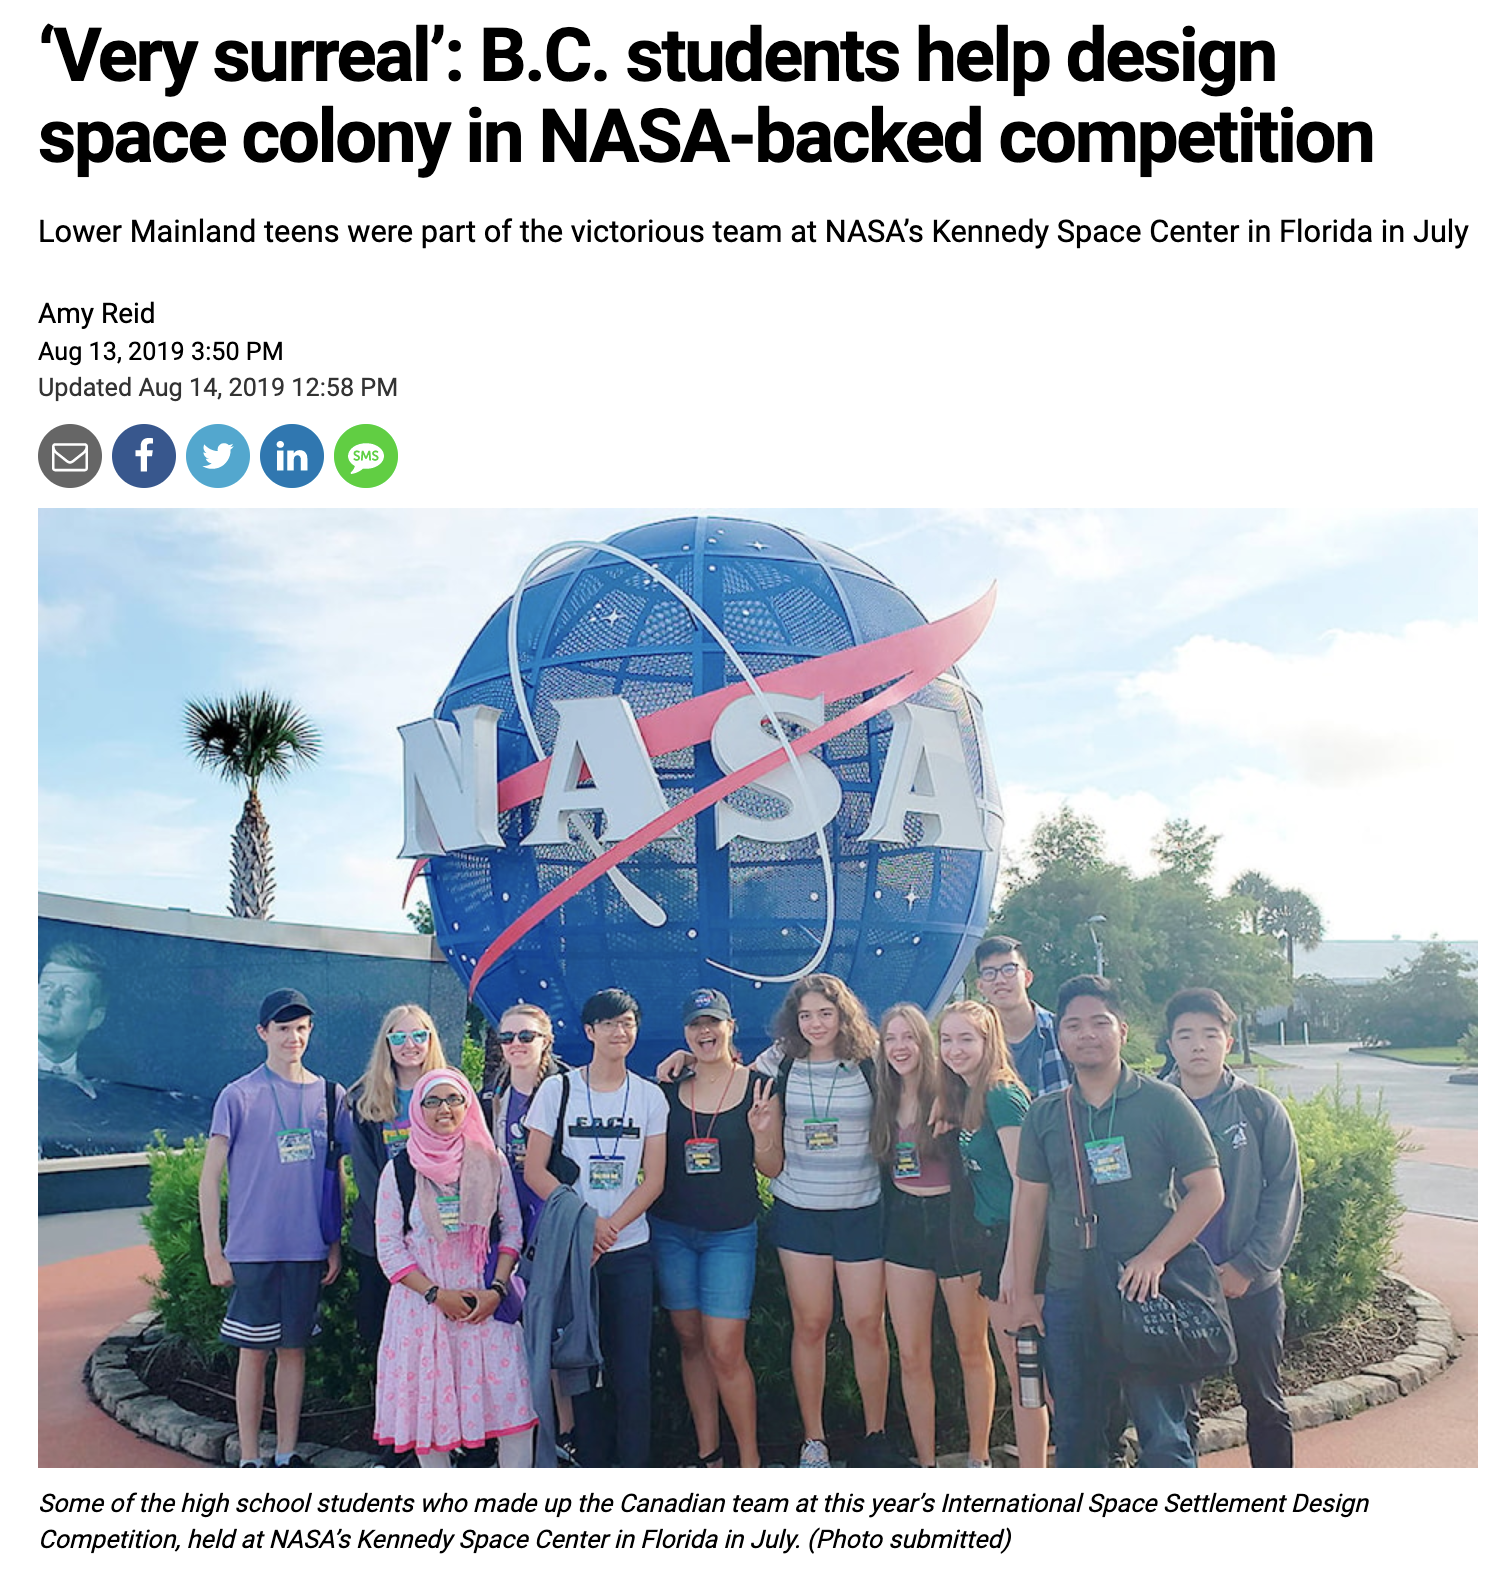 ‘Very surreal’: B.C. students help design
space colony in NASA-backed competition
Lower Mainland teens were part of the victorious team at NASA’s Kennedy Space Center in Florida in July
Amy Reid
Aug 13, 2019 3:50 PM
Updated Aug 14, 2019 12:58 PM
SMS
NASA
Some of the high school students who made up the Canadian team at this year’s International Space Settlement Design
Competition, held at NASA’s Kennedy Space Center in Florida in July. (Photo submitted)